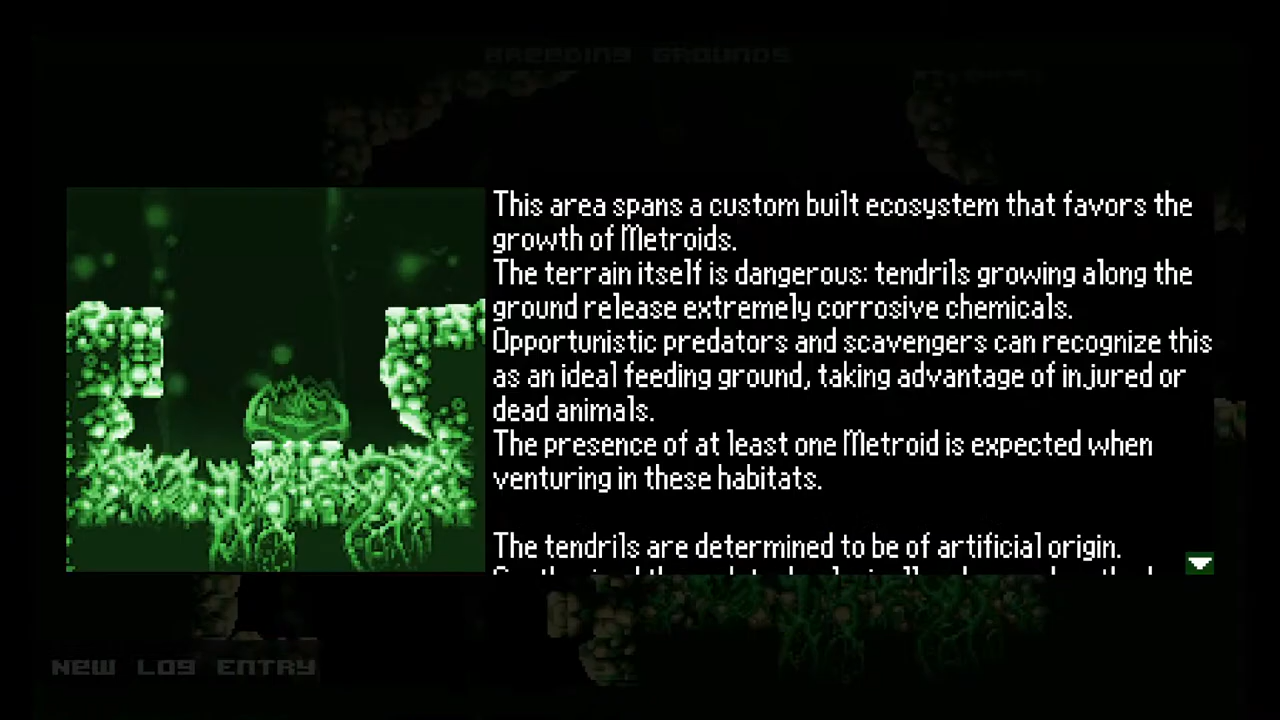 BREEDING GROUNDS
This area spans a custom built ecosystem that favors the
growth of Metroids.
The terrain itself is dangerous: tendrils growing along the
ground release extremely corrosive chemicals.
Opportunistic predators and scavengers can recognize this
as an ideal feeding ground, taking advantage of injured or
dead animals.
The presence of at least one Metroid is expected when
venturing in these habitats.
The tendrils are determined to be of artificial origin.
NEW LOG ENTRY